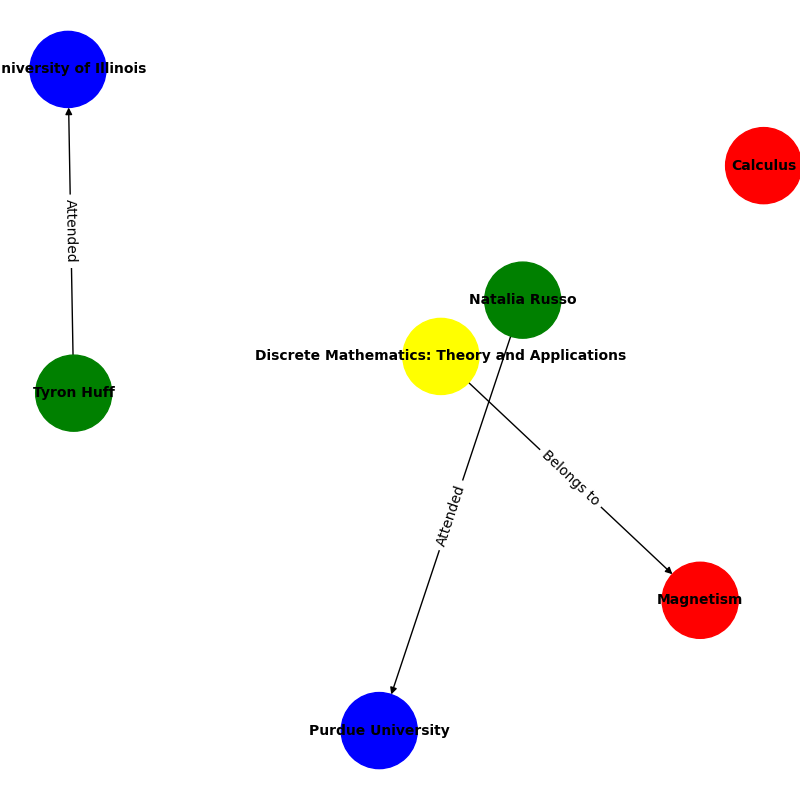 niversity of Illinois
Calculus
Attended
Natalia Russo
Discrete Mathematics: Theory and Applications
Tyron Huff
Belongs to
Attended
Magnetism
Purdue University